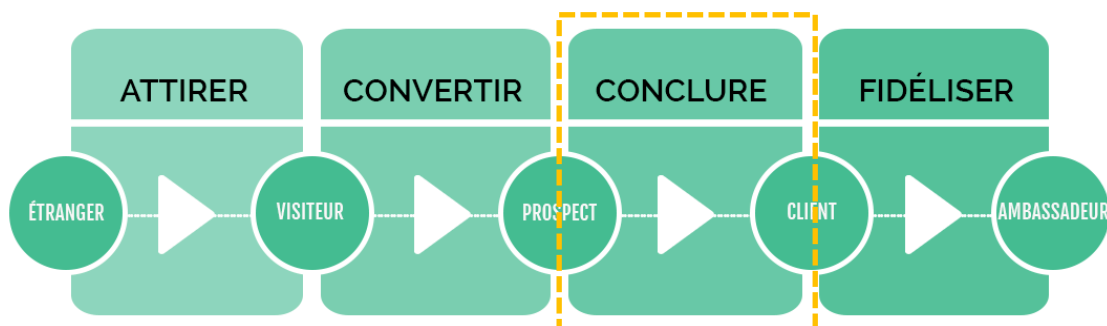 ATTIRER CONVERTIR CONCLURE FIDÉLISER
ÉTRANGER VISITEUR PROSPECT CLIENT AMBASSADEUR